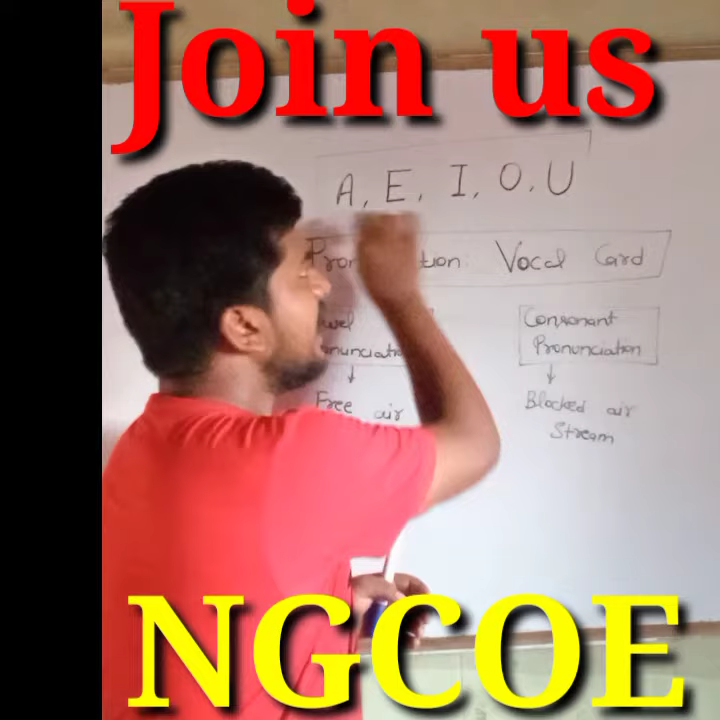 Join us
A, E, I, O, U
Vocal Card
Consonant
Pronunciation
Free air
Blocked air
Stream
NGCOE